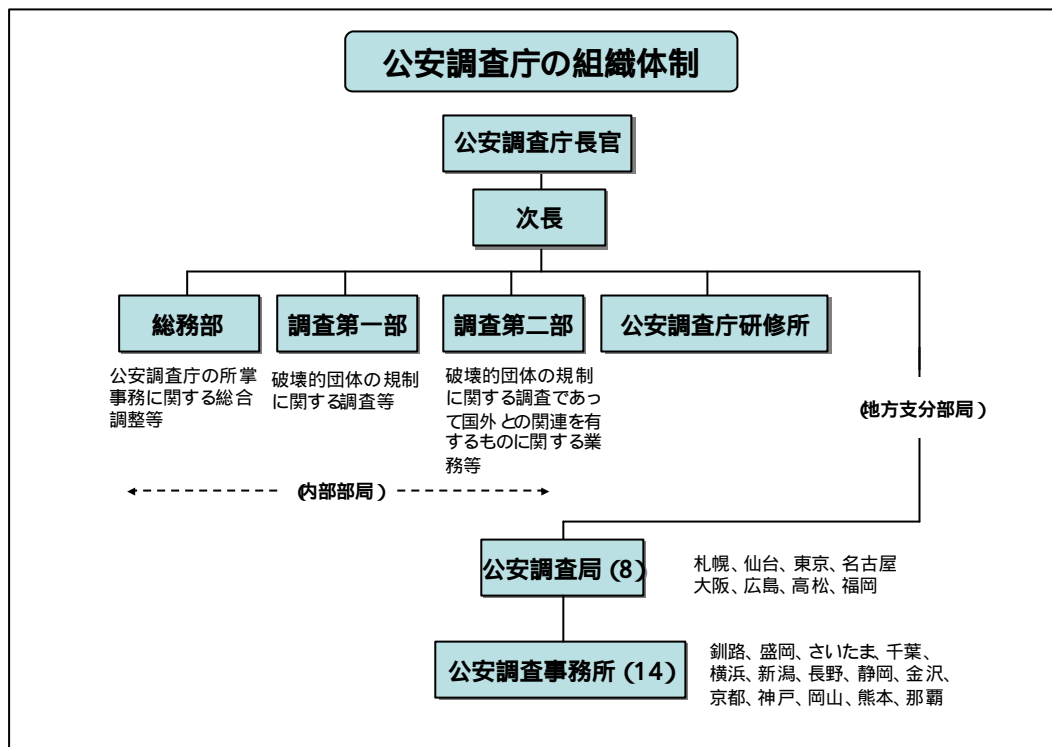 公安調査庁の組織体制
公安調査庁長官
次長
総務部
調査第一部
調査第二部
公安調査庁研修所
公安調査庁の所掌
事務に関する総合
調整等
破壊的団体の規制
に関する調査等
破壊的団体の規制
に関する調査であっ
て国外との関連を有
するものに関する業
務等
(地方支分部局)
(内部部局)
公安調査局(8)
札幌、仙台、東京、名古屋
大阪、広島、高松、福岡
公安調査事務所(14)
釧路、盛岡、さいたま、千葉、
横浜、新潟、長野、静岡、金沢、
京都、神戸、岡山、熊本、那覇